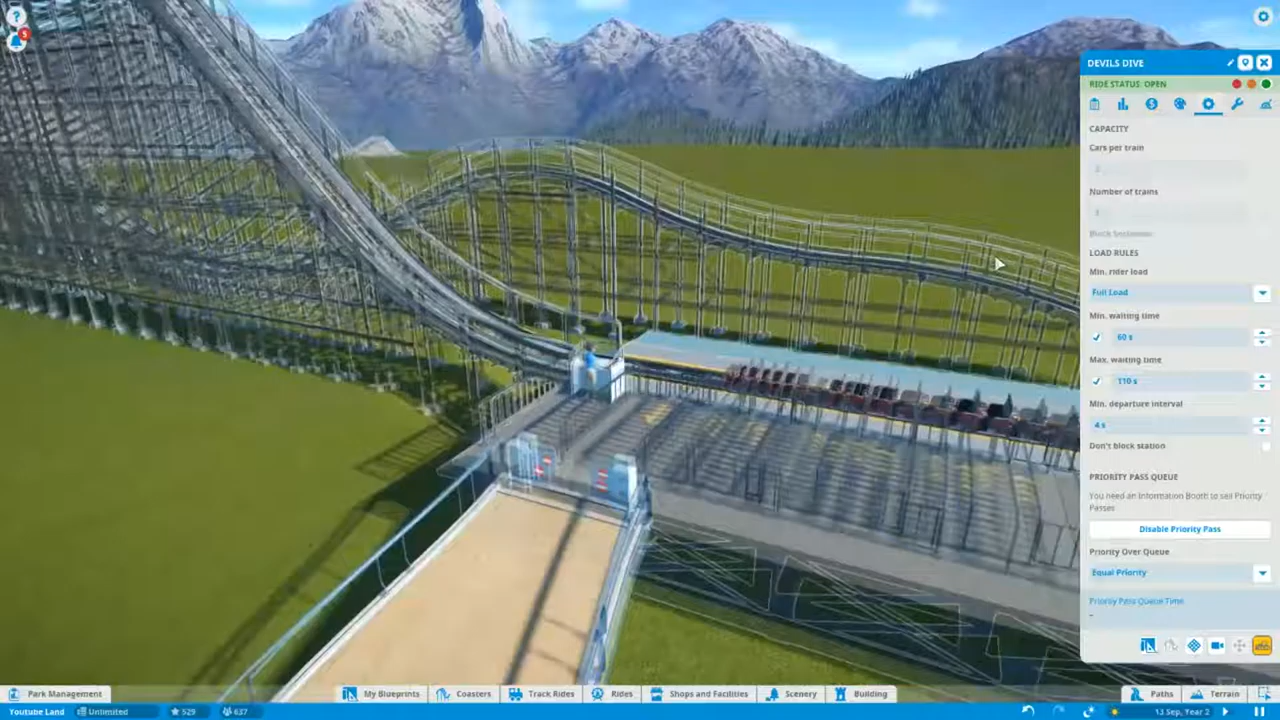 5
DEVILS DIVE
RIDE STATUS: OPEN
CAPACITY
Cars per train
Number of trains
Block Sections
LOAD RULES
Min. rider load
Full Load
Min. waiting time
60 s
Max. waiting time
110 s
Min. departure interval
4 s
Don't block station
PRIORITY PASS QUEUE
You need an Information Booth to sell Priority
Passes
Disable Priority Pass
Priority Over Queue
Equal Priority
Priority Pass Queue Time
-
Park Management
My Blueprints
Coasters
Track Rides
Rides
Shops and Facilities
Scenery
Building
Paths
Terrain
Youtube Land
Unlimited
529
637
13 Sep, Year 2